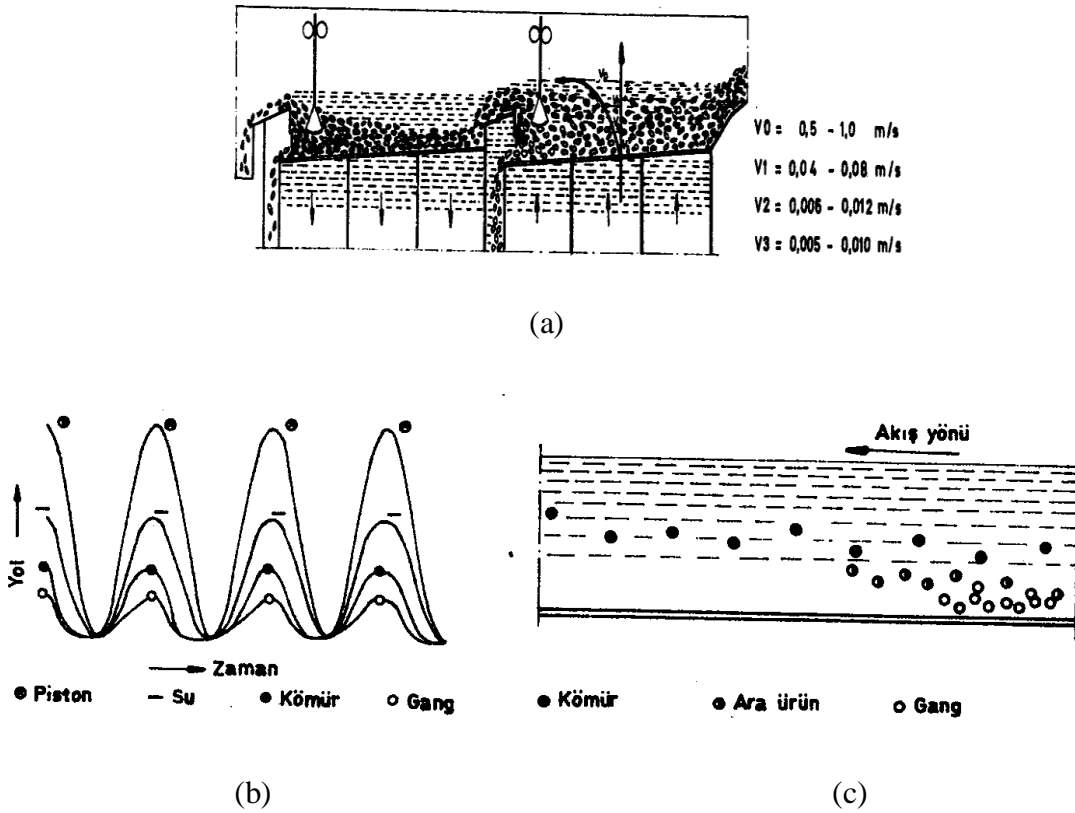 V0 = 0,5 - 1,0 m/s
V1 = 0,04 - 0,08 m/s
V2 = 0,006 - 0,012 m/s
V3 = 0,005 - 0,010 m/s
(a)
Yol
Zaman
Piston
Su
Kömür
Gang
(b)
Akış yönü
Kömür
Ara ürün
Gang
(c)